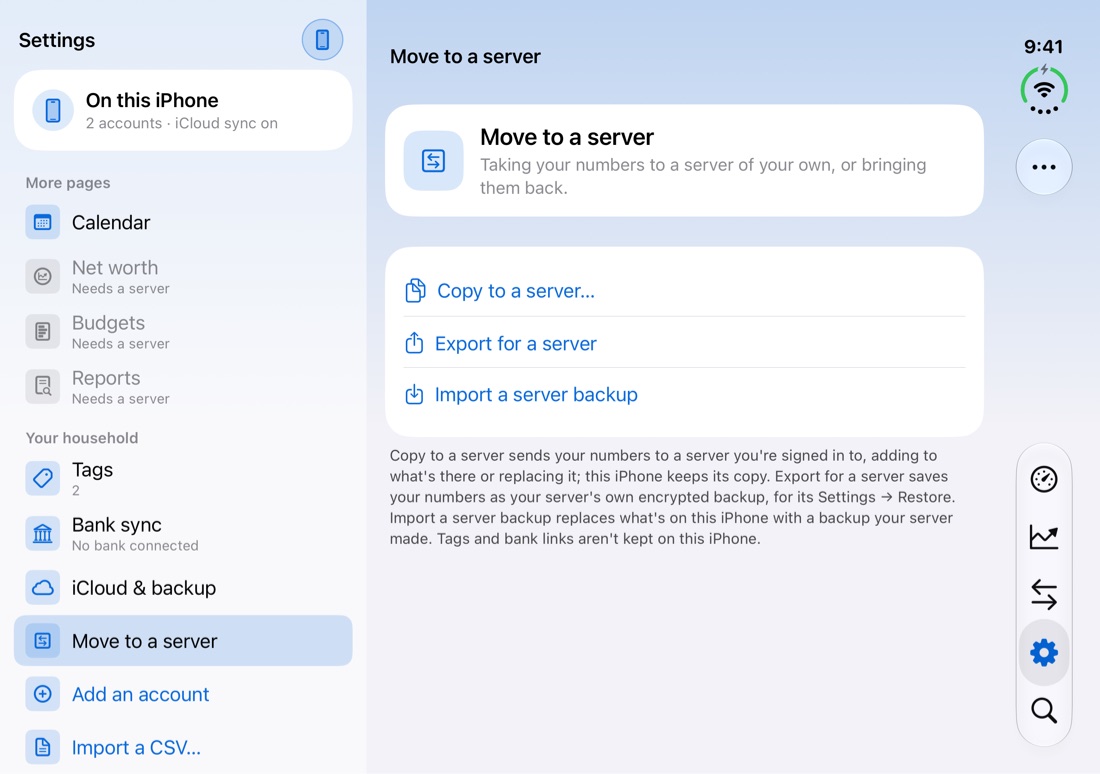 Settings
On this iPhone
2 accounts · iCloud sync on
More pages
Calendar
Net worth
Needs a server
Budgets
Needs a server
Reports
Needs a server
Your household
Tags
2
Bank sync
No bank connected
iCloud & backup
Move to a server
Add an account
Import a CSV...
Move to a server
Move to a server
Taking your numbers to a server of your own, or bringing
them back.
Copy to a server...
Export for a server
Import a server backup
Copy to a server sends your numbers to a server you're signed in to, adding to
what's there or replacing it; this iPhone keeps its copy. Export for a server saves
your numbers as your server's own encrypted backup, for its Settings → Restore.
Import a server backup replaces what's on this iPhone with a backup your server
made. Tags and bank links aren't kept on this iPhone.
9:41